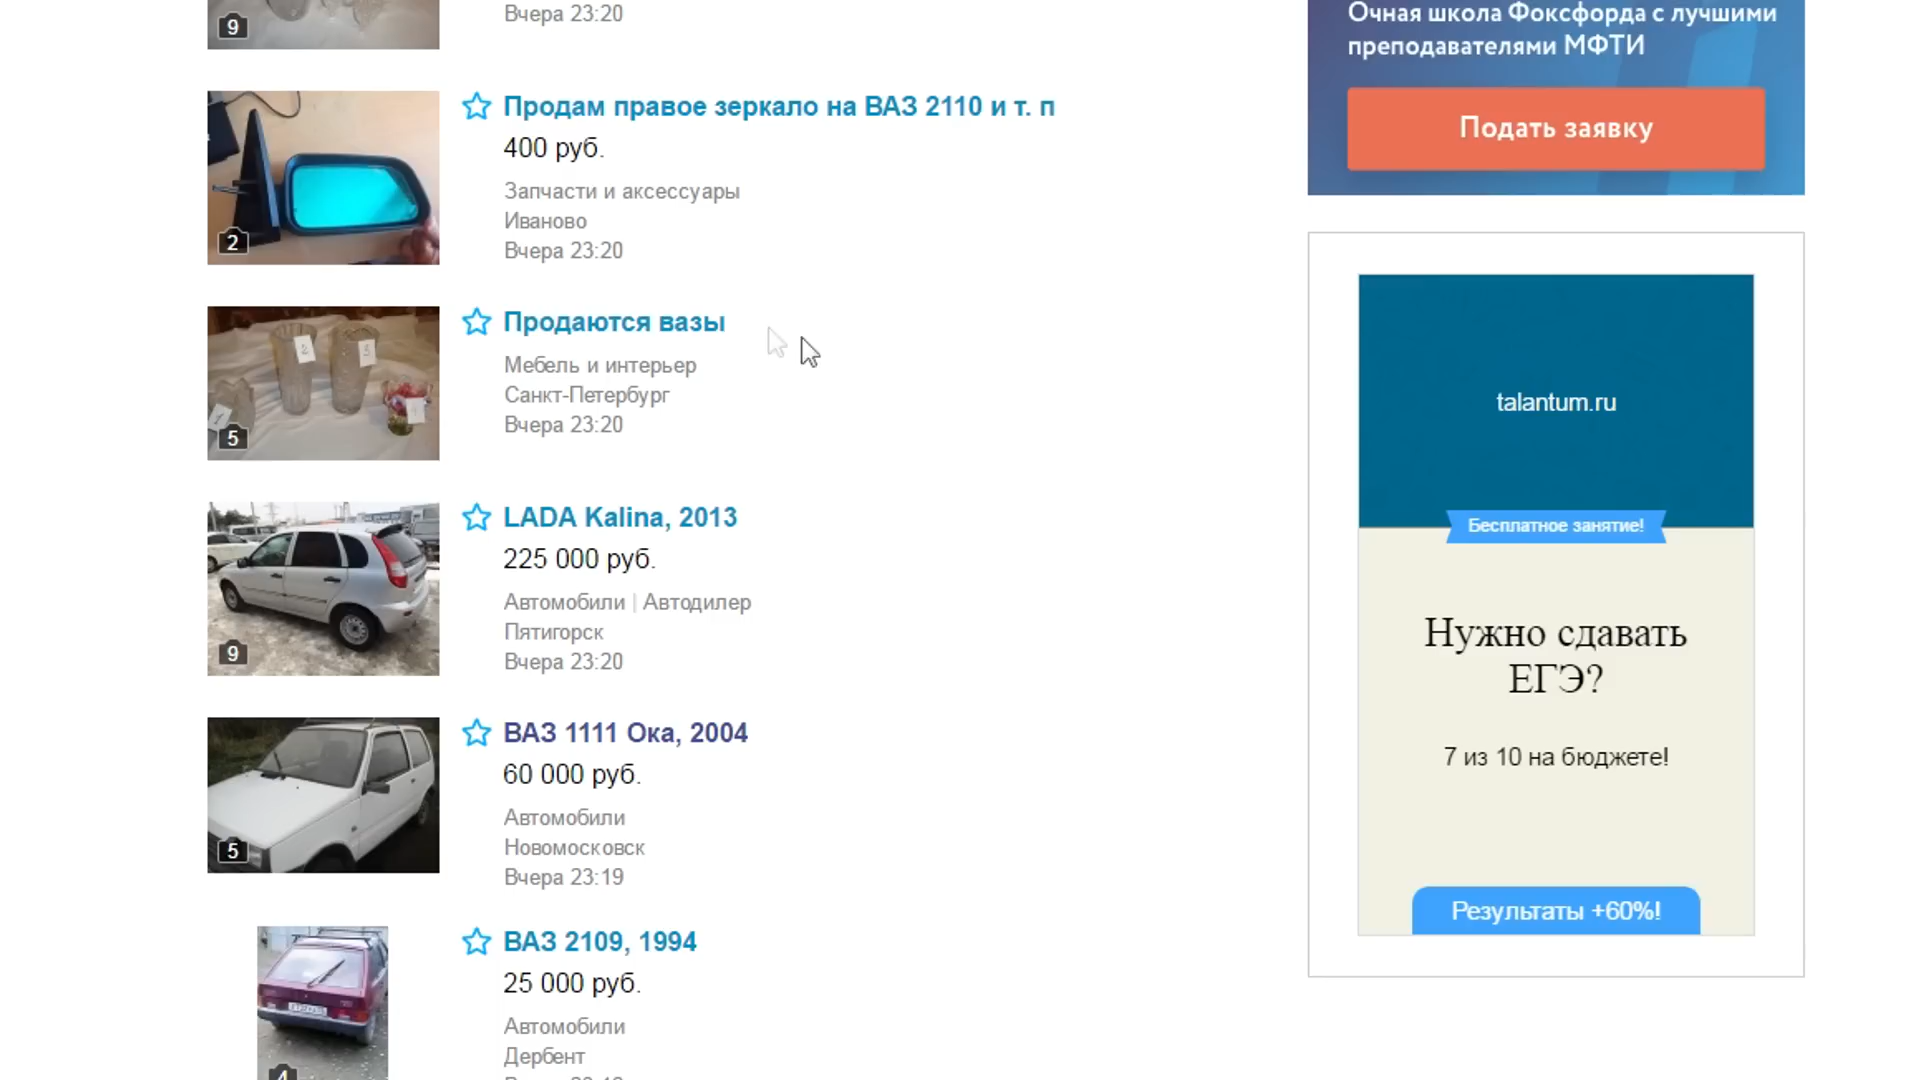 9
Вчера 23:20
Продам правое зеркало на ВАЗ 2110 и т. п
400 руб.
Запчасти и аксессуары
Иваново
Вчера 23:20
2
Продаются вазы
Мебель и интерьер
Санкт-Петербург
Вчера 23:20
5
LADA Kalina, 2013
225 000 руб.
Автомобили | Автодилер
Пятигорск
Вчера 23:20
9
ВАЗ 1111 Ока, 2004
60 000 руб.
Автомобили
Новомосковск
Вчера 23:19
5
ВАЗ 2109, 1994
25 000 руб.
Автомобили
Дербент
4
Очная школа Фоксфорда с лучшими
преподавателями МФТИ
Подать заявку
talantum.ru
Бесплатное занятие!
Нужно сдавать
ЕГЭ?
7 из 10 на бюджете!
Результаты +60%!